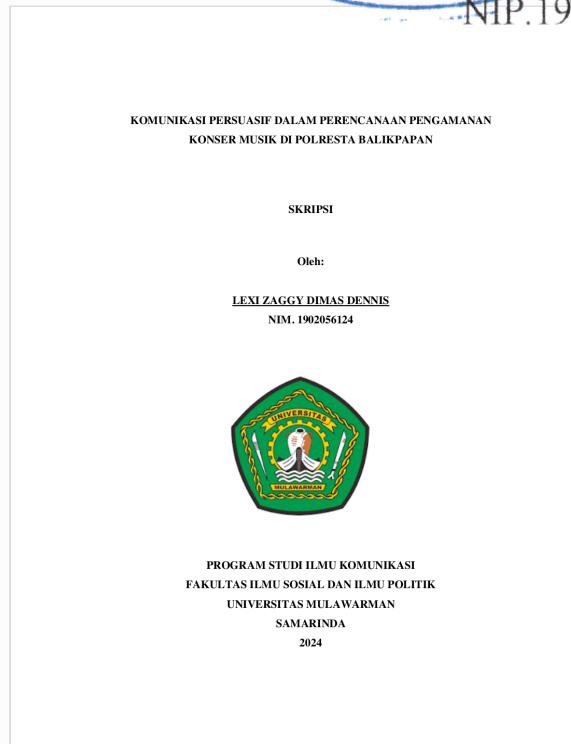 NIP.19
KOMUNIKASI PERSUASIF DALAM PERENCANAAN PENGAMANAN
KONSER MUSIK DI POLRESTA BALIKPAPAN
SKRIPSI
Oleh:
LEXI ZAGGY DIMAS DENNIS
NIM. 1902056124
UNIVERSITAS
MULAWARMAN
PROGRAM STUDI ILMU KOMUNIKASI
FAKULTAS ILMU SOSIAL DAN ILMU POLITIK
UNIVERSITAS MULAWARMAN
SAMARINDA
2024